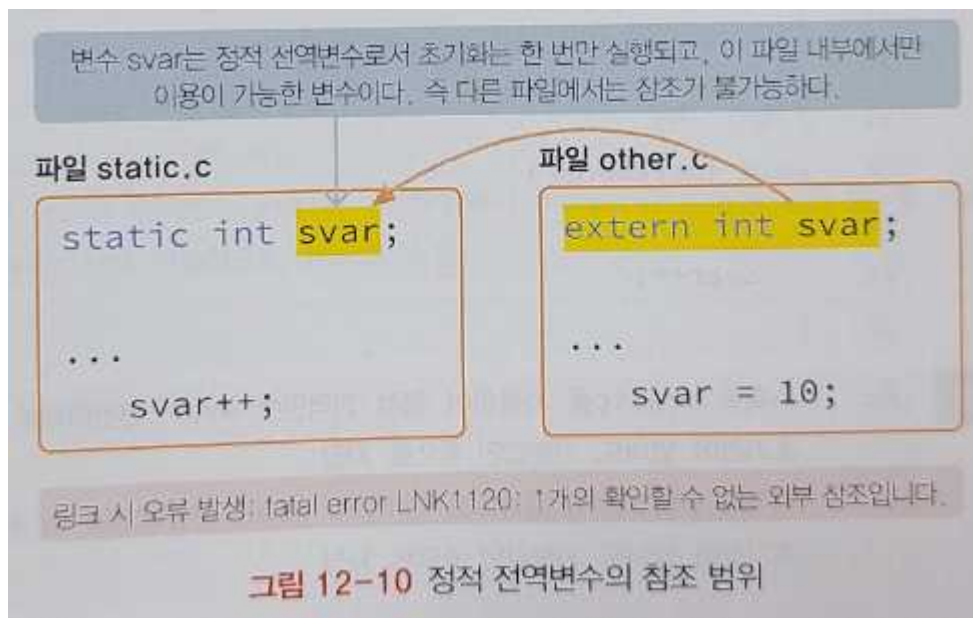 변수 svar는 정적 전역변수로서 초기화는 한 번만 실행되고, 이 파일 내부에서만
이용이 가능한 변수이다. 즉 다른 파일에서는 참조가 불가능하다.
파일 static.c
static int svar;
...
svar++;
파일 other.c
extern int svar;
...
svar = 10;
링크 시 오류 발생: fatal error LNK1120: 1개의 확인할 수 없는 외부 참조입니다.
그림 12-10 정적 전역변수의 참조 범위